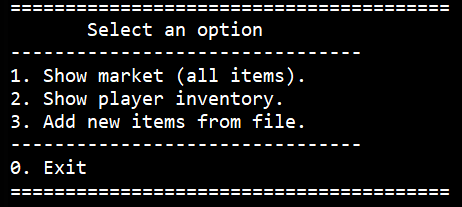 ========================================
Select an option
--------------------------------
1. Show market (all items).
2. Show player inventory.
3. Add new items from file.
--------------------------------
0. Exit
========================================